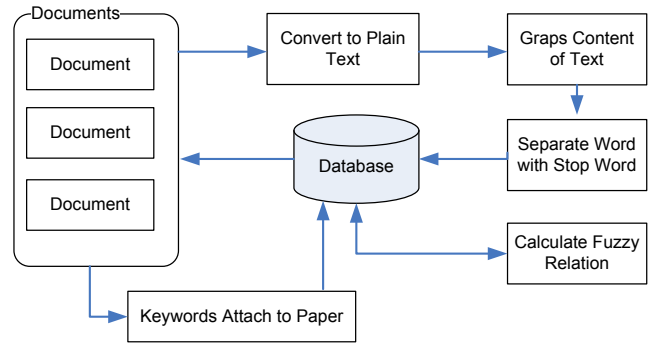 Documents
Document
Document
Document
Convert to Plain
Text
Graps Content
of Text
Separate Word
with Stop Word
Database
Calculate Fuzzy
Relation
Keywords Attach to Paper